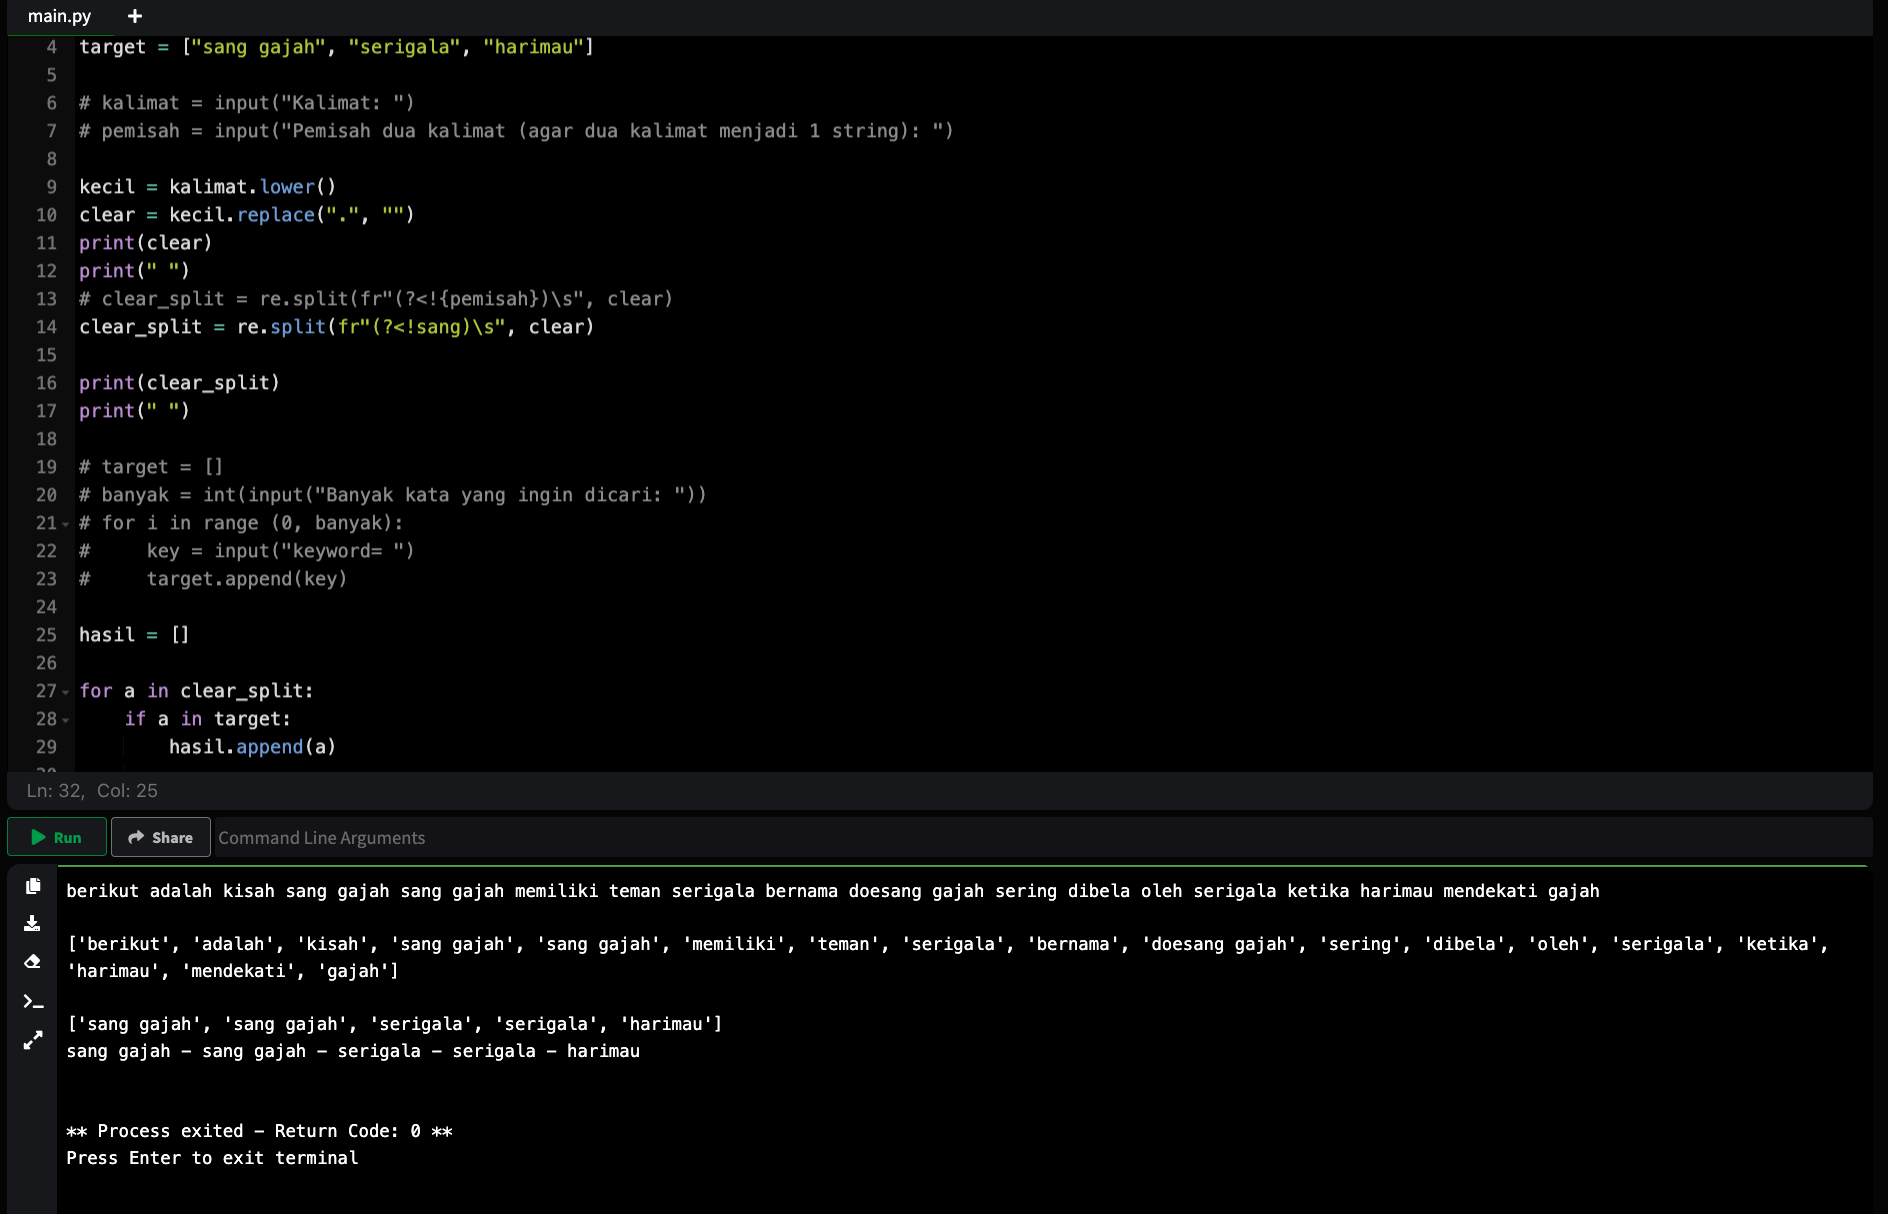 main.py +
4 target = ["sang gajah", "serigala", "harimau"]
5
6 # kalimat = input("Kalimat: ")
7 # pemisah = input("Pemisah dua kalimat (agar dua kalimat menjadi 1 string): ")
8
9 kecil = kalimat.lower()
10 clear = kecil.replace(".", "")
11 print(clear)
12 print(" ")
13 # clear_split = re.split(fr"(?<!{pemisah})\s", clear)
14 clear_split = re.split(fr"(?<!sang)\s", clear)
15
16 print(clear_split)
17 print(" ")
18
19 # target = []
20 # banyak = int(input("Banyak kata yang ingin dicari: "))
21 # for i in range (0, banyak):
22 #     key = input("keyword= ")
23 #     target.append(key)
24
25 hasil = []
26
27 for a in clear_split:
28     if a in target:
29         hasil.append(a)
Ln: 32, Col: 25
Run Share Command Line Arguments
berikut adalah kisah sang gajah sang gajah memiliki teman serigala bernama doesang gajah sering dibela oleh serigala ketika harimau mendekati gajah
['berikut', 'adalah', 'kisah', 'sang gajah', 'sang gajah', 'memiliki', 'teman', 'serigala', 'bernama', 'doesang gajah', 'sering', 'dibela', 'oleh', 'serigala', 'ketika',
'harimau', 'mendekati', 'gajah']
['sang gajah', 'sang gajah', 'serigala', 'serigala', 'harimau']
sang gajah - sang gajah - serigala - serigala - harimau
** Process exited - Return Code: 0 **
Press Enter to exit terminal